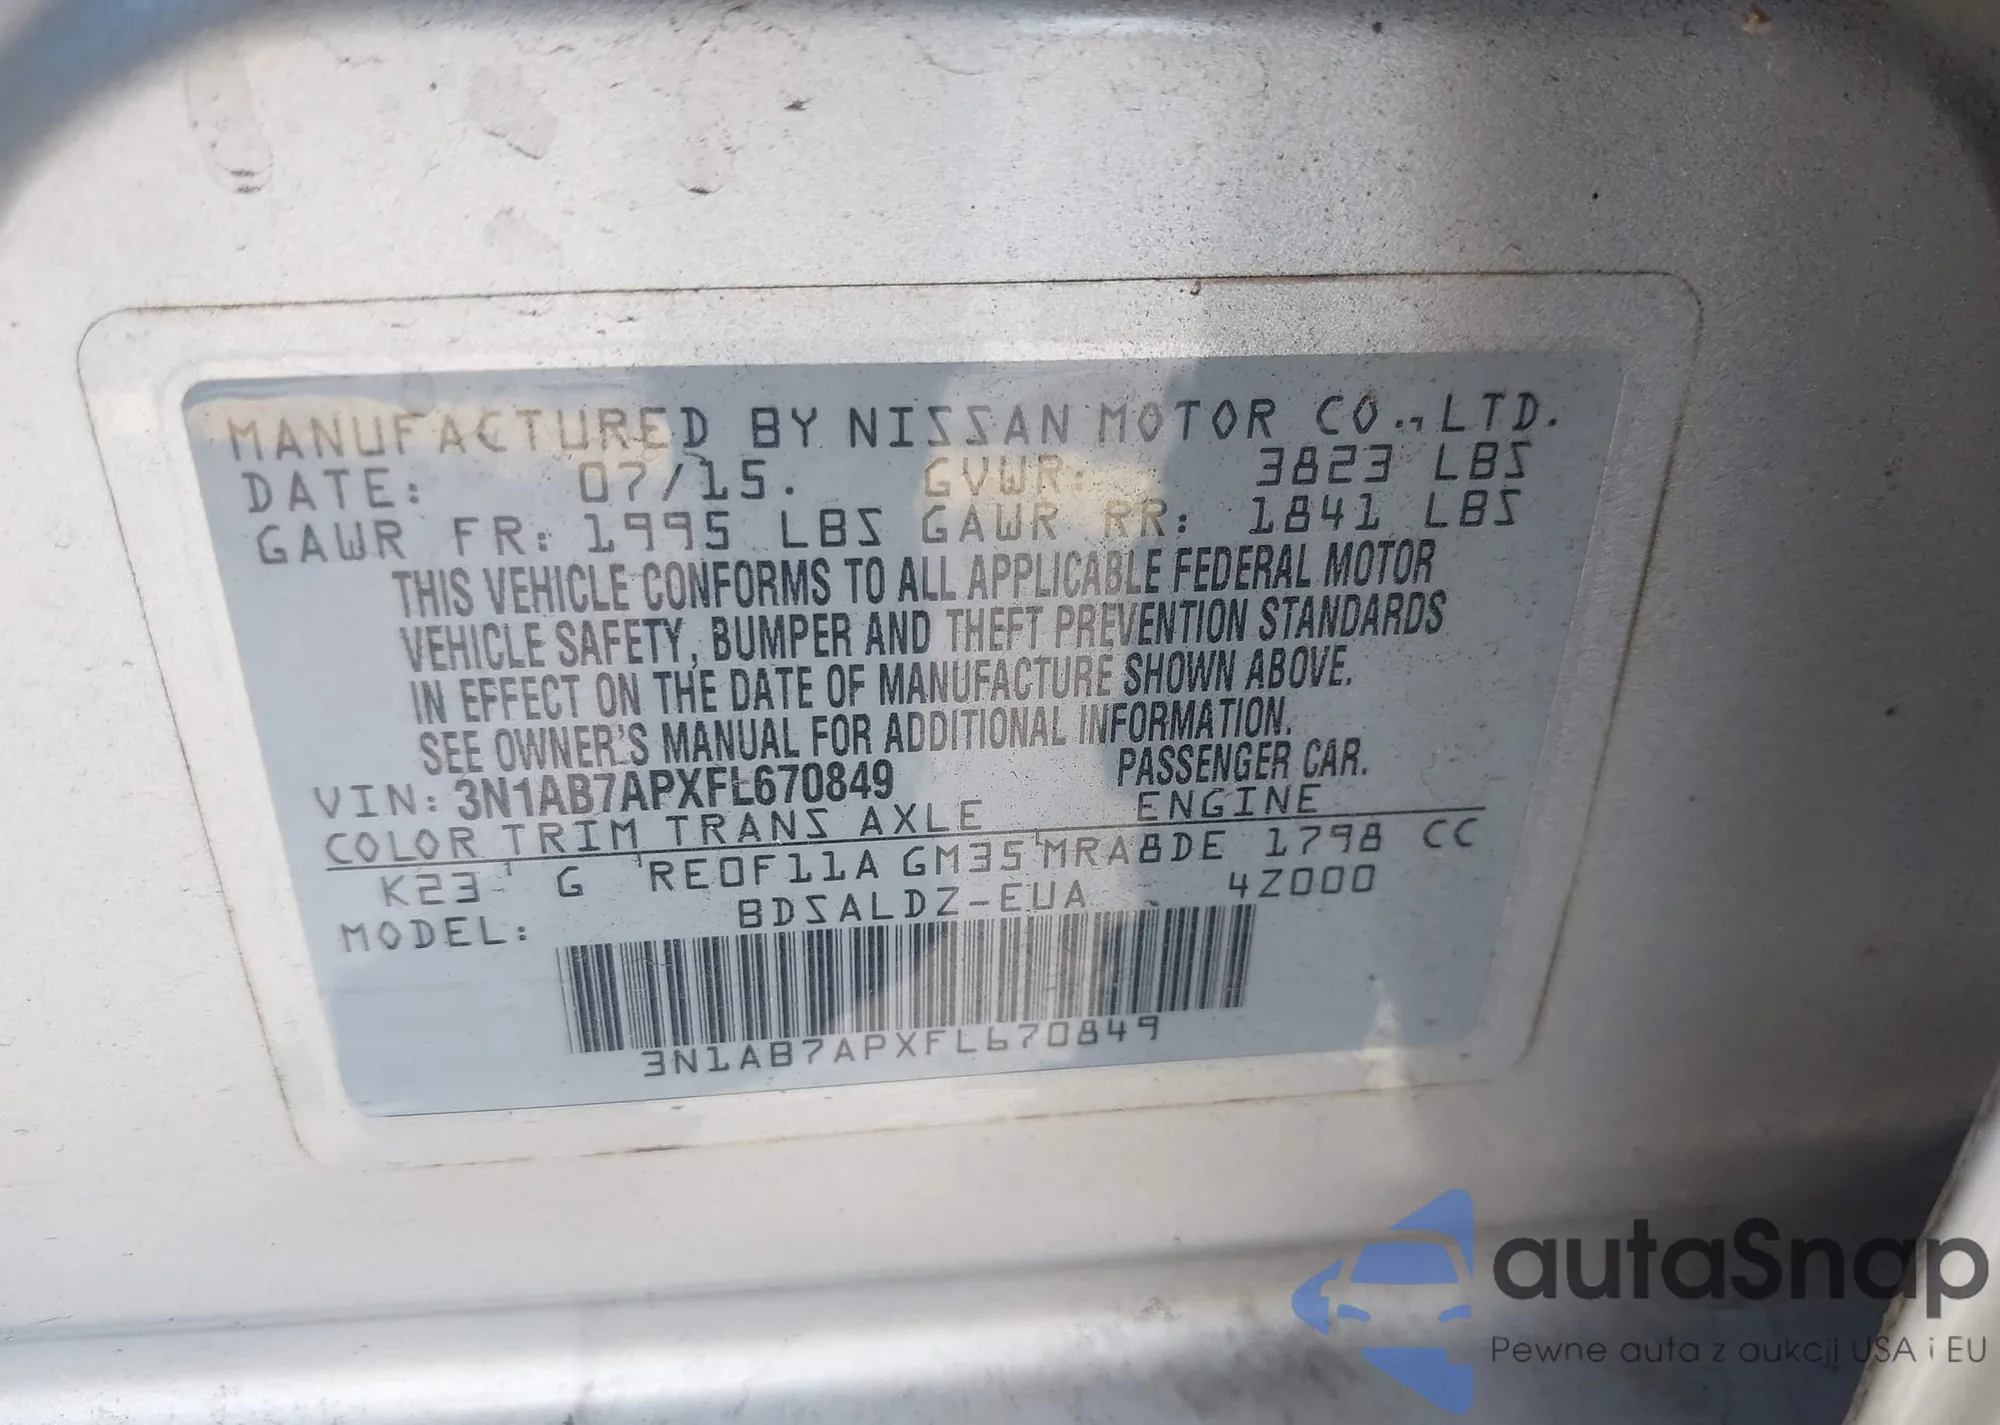 MANUFACTURED BY NISSAN MOTOR CO., LTD.
DATE: 07/15. GVWR: 3823 LBS
GAWR FR: 1995 LBS GAWR RR: 1841 LBS
THIS VEHICLE CONFORMS TO ALL APPLICABLE FEDERAL MOTOR
VEHICLE SAFETY, BUMPER AND THEFT PREVENTION STANDARDS
IN EFFECT ON THE DATE OF MANUFACTURE SHOWN ABOVE.
SEE OWNER'S MANUAL FOR ADDITIONAL INFORMATION.
VIN: 3N1AB7APXFL670849 PASSENGER CAR.
COLOR TRIM TRANS AXLE ENGINE
K23 G RE0F11A GM35 MRA8DE 1798 CC
MODEL: BDSALDZ-EUA 4Z000
3N1AB7APXFL670849
autaSnap
Pewne auta z aukcji USA i EU